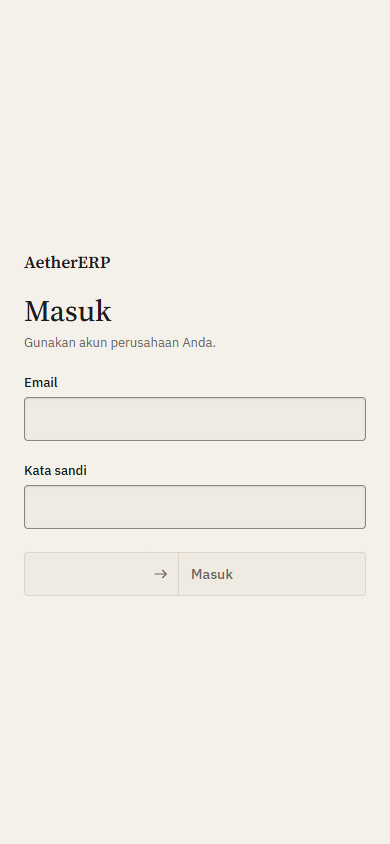 AetherERP
Masuk
Gunakan akun perusahaan Anda.
Email
Kata sandi
→ Masuk